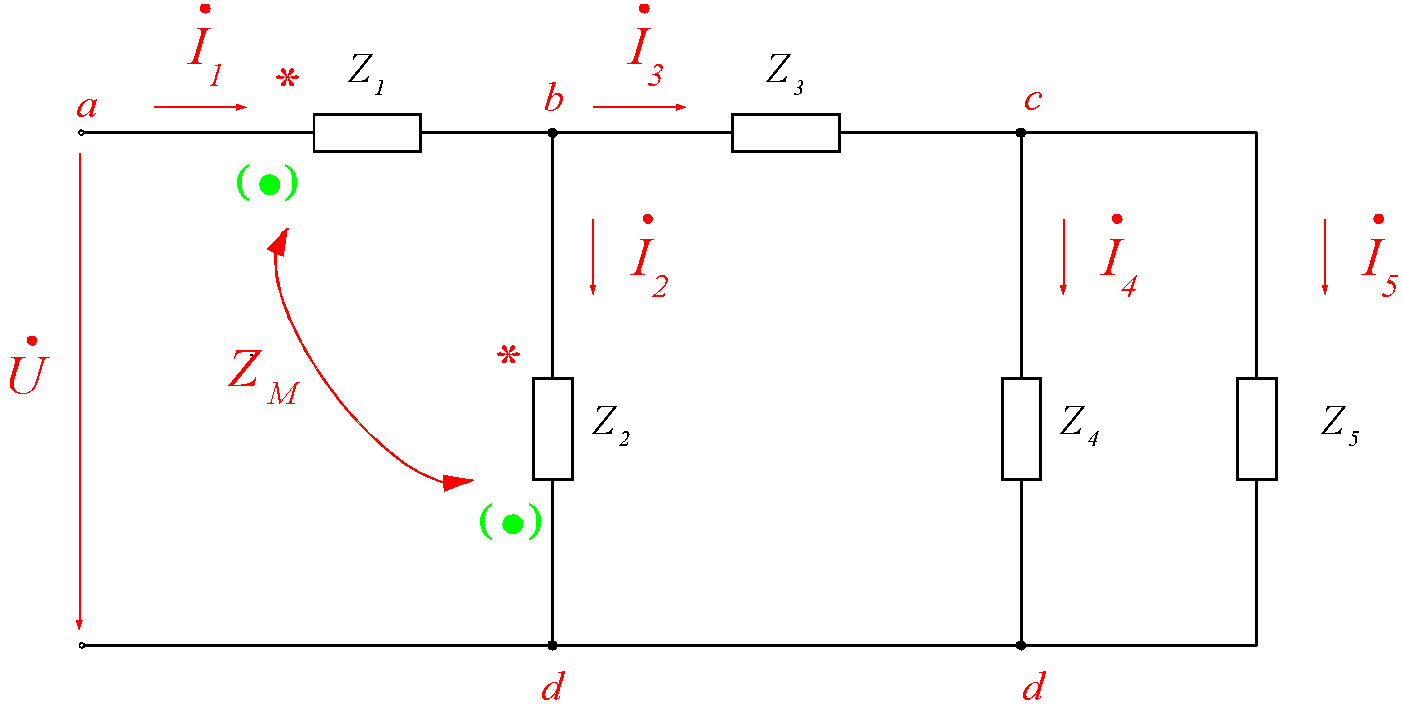 İ1 * Z1 İ3 Z3
a b c
(●) (●)
İ2 İ4 İ5
U̇ ZM * Z2 Z4 Z5
d d